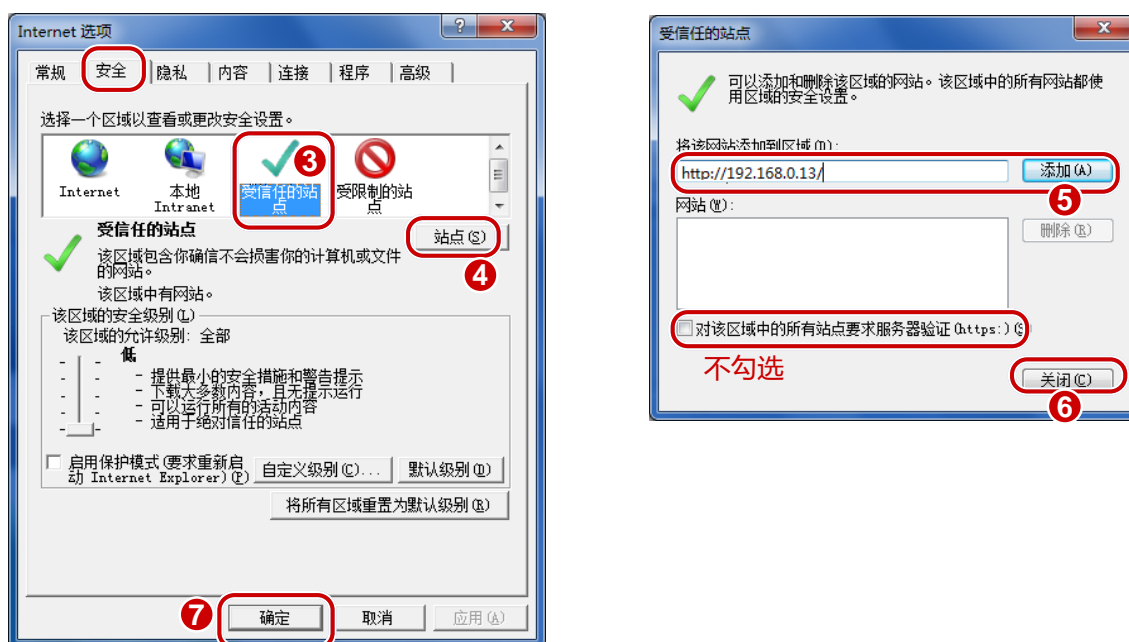 Internet 选项
常规 安全 隐私 内容 连接 程序 高级
选择一个区域以查看或更改安全设置。
3
Internet
本地
Intranet
受信任的站
点
受限制的站
点
受信任的站点
站点(S)
4
该区域包含你确信不会损害你的计算机或文件
的网站。
该区域中有网站。
该区域的安全级别(L)
该区域的允许级别: 全部
低
- 提供最小的安全措施和警告提示
- 下载大多数内容，且无提示运行
- 可以运行所有的活动内容
- 适用于绝对信任的站点
启用保护模式(要求重新启
动 Internet Explorer)(P)
自定义级别(C)... 默认级别(D)
将所有区域重置为默认级别(R)
7
确定 取消 应用(A)
受信任的站点
可以添加和删除该区域的网站。该区域中的所有网站都使
用区域的安全设置。
将该网站添加到区域(D):
http://192.168.0.13/ 添加(A)
5
网站(W):
删除(R)
对该区域中的所有站点要求服务器验证(https:)(S)
不勾选
关闭(C)
6